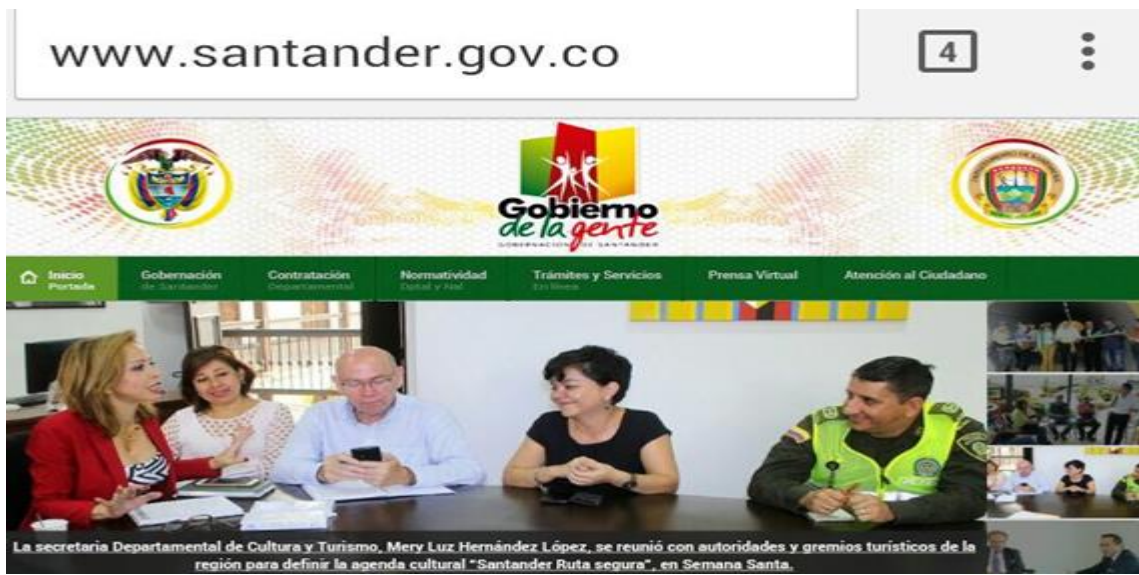 www.santander.gov.co
4
Gobierno
de la gente
GOBERNACIÓN DE SANTANDER
Inicio
Portada
Gobernación
de Santander
Contratación
Departamental
Normatividad
Dptal y Nal
Trámites y Servicios
En línea
Prensa Virtual
Atención al Ciudadano
La secretaria Departamental de Cultura y Turismo, Mery Luz Hernández López, se reunió con autoridades y gremios turísticos de la
región para definir la agenda cultural "Santander Ruta segura", en Semana Santa.